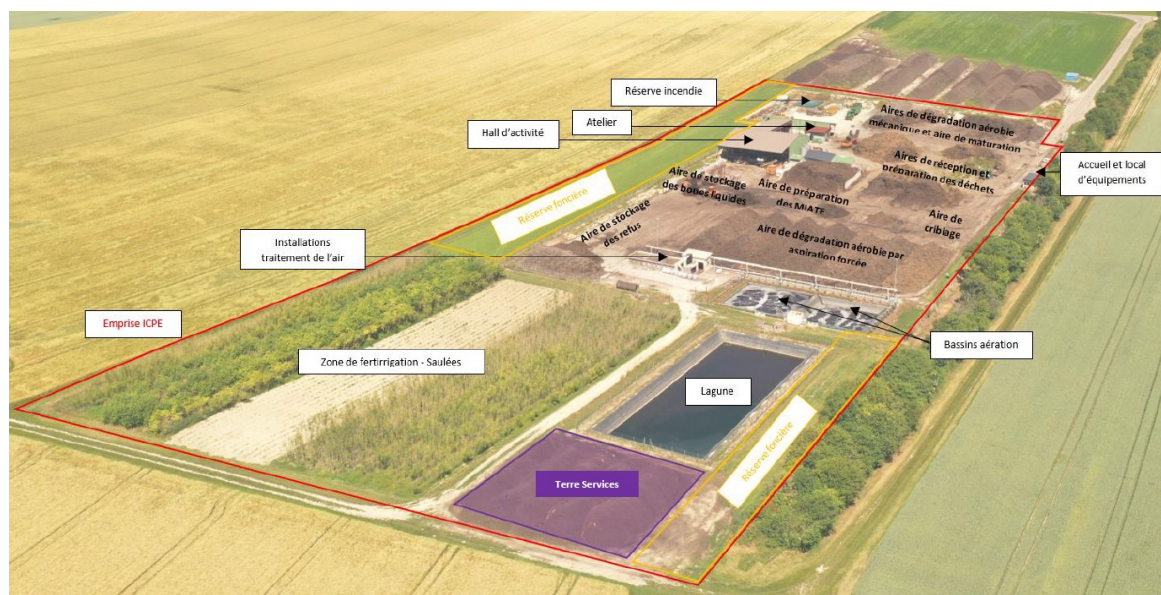 Réserve incendie
Atelier
Hall d'activité
Aires de dégradation aérobie
mécanique et aire de maturation
Aires de réception et
préparation des déchets
Accueil et local
d'équipements
Aire de stockage
des boues liquides
Aire de préparation
des MIATE
Aire de
criblage
Réserve foncière
Aire de stockage
des refus
Aire de dégradation aérobie par
aspiration forcée
Installations
traitement de l'air
Emprise ICPE
Bassins aération
Zone de fertirrigation - Saulées
Lagune
Réserve foncière
Terre Services